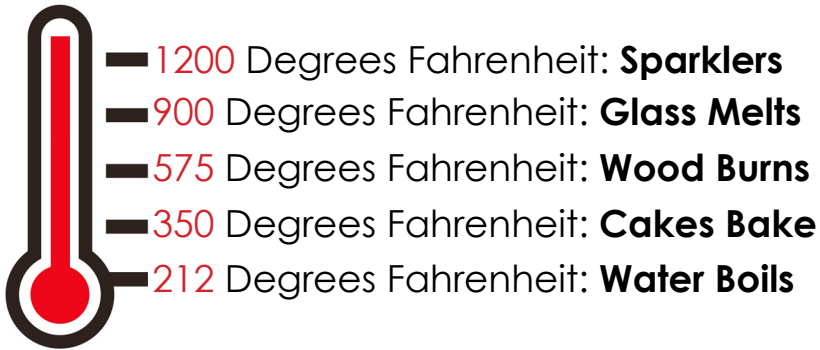 1200 Degrees Fahrenheit: Sparklers
900 Degrees Fahrenheit: Glass Melts
575 Degrees Fahrenheit: Wood Burns
350 Degrees Fahrenheit: Cakes Bake
212 Degrees Fahrenheit: Water Boils